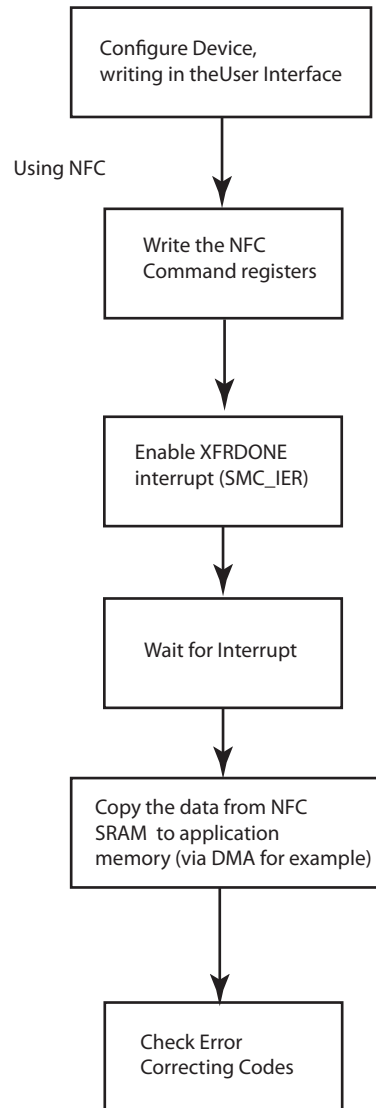 Configure Device,
writing in theUser Interface
Using NFC
Write the NFC
Command registers
Enable XFRDONE
interrupt (SMC_IER)
Wait for Interrupt
Copy the data from NFC
SRAM to application
memory (via DMA for example)
Check Error
Correcting Codes